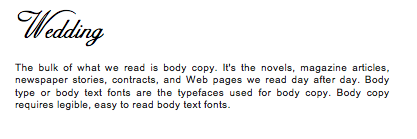 Wedding
The bulk of what we read is body copy. It's the novels, magazine articles,
newspaper stories, contracts, and Web pages we read day after day. Body
type or body text fonts are the typefaces used for body copy. Body copy
requires legible, easy to read body text fonts.